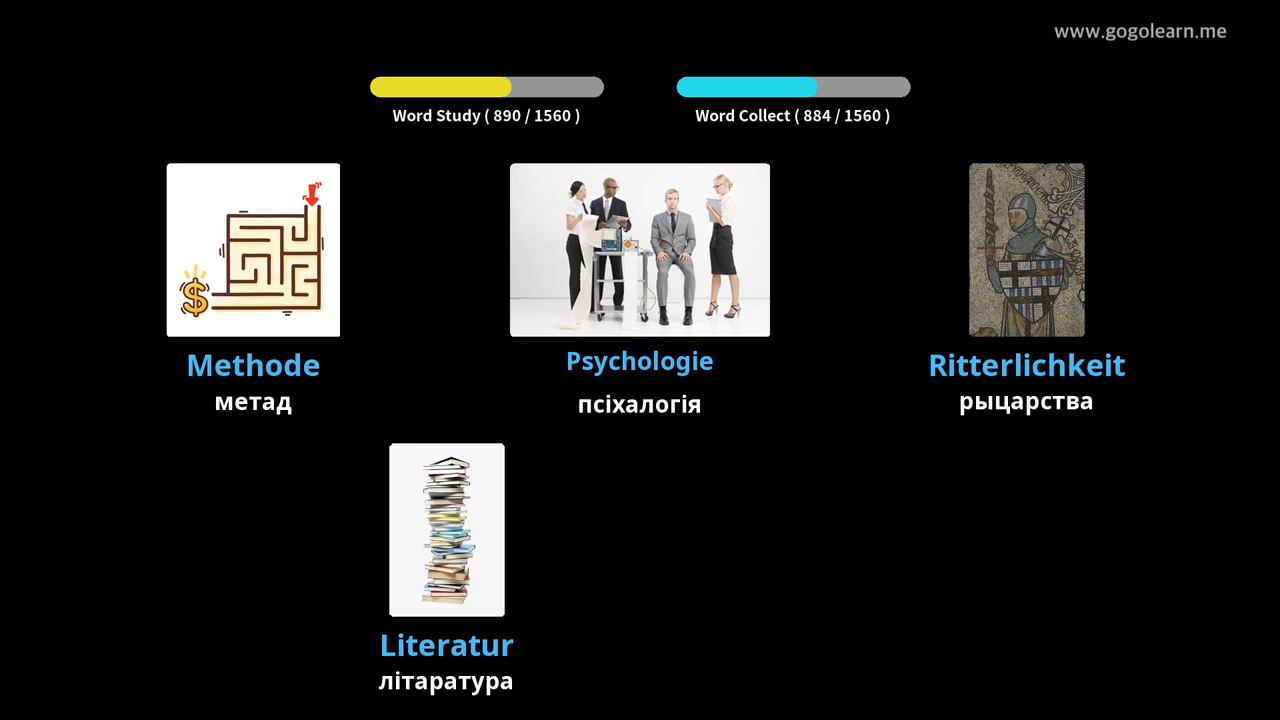 www.gogolearn.me
Word Study ( 890 / 1560 )
Word Collect ( 884 / 1560 )
Methode
метад
Psychologie
псіхалогія
Ritterlichkeit
рыцарства
Literatur
літаратура